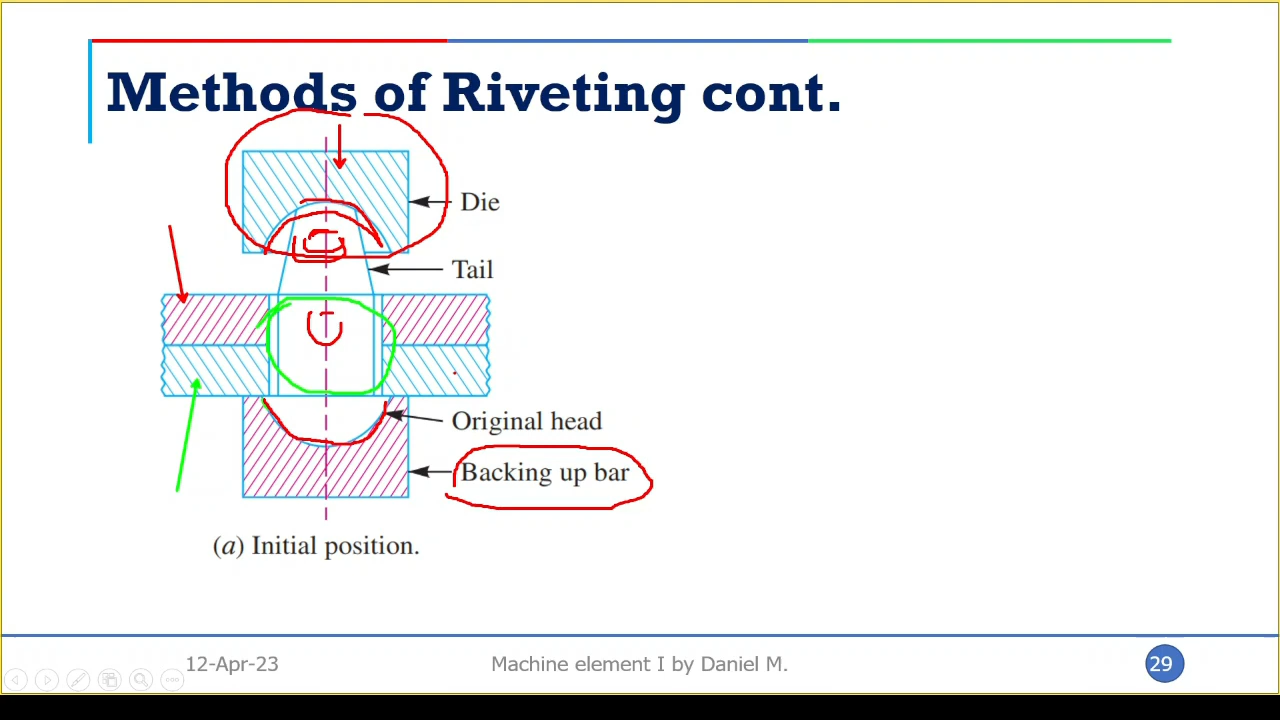 Methods of Riveting cont.
Die
Tail
Original head
Backing up bar
(a) Initial position.
12-Apr-23
Machine element I by Daniel M.
29